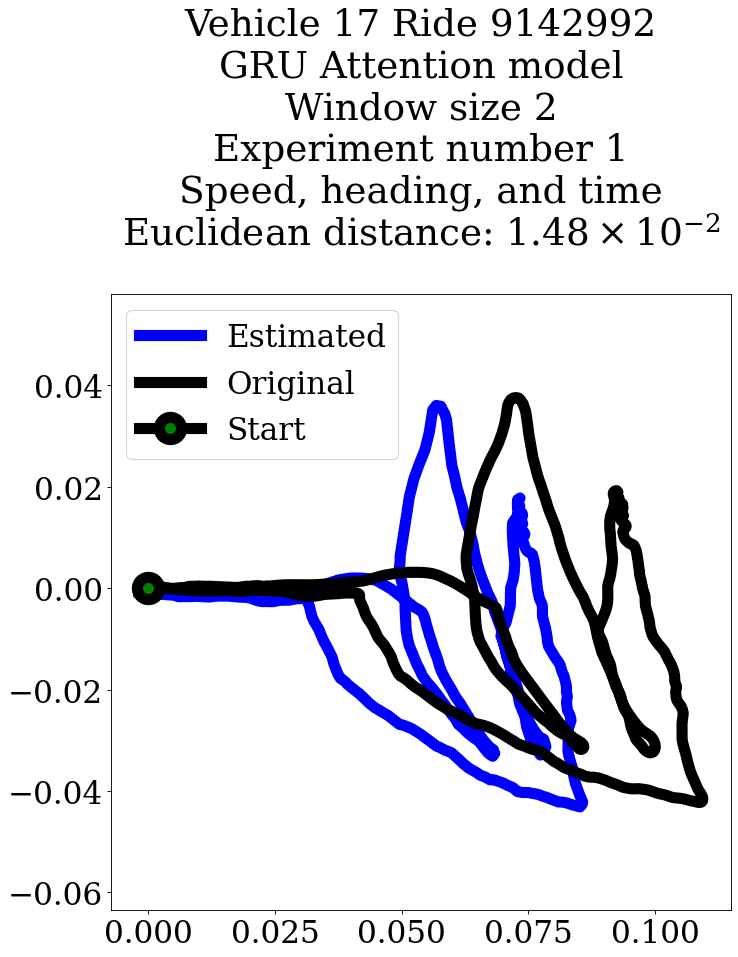 Vehicle 17 Ride 9142992
GRU Attention model
Window size 2
Experiment number 1
Speed, heading, and time
Euclidean distance: 1.48 × 10⁻²
Estimated
Original
Start
0.04
0.02
0.00
−0.02
−0.04
−0.06
0.000 0.025 0.050 0.075 0.100